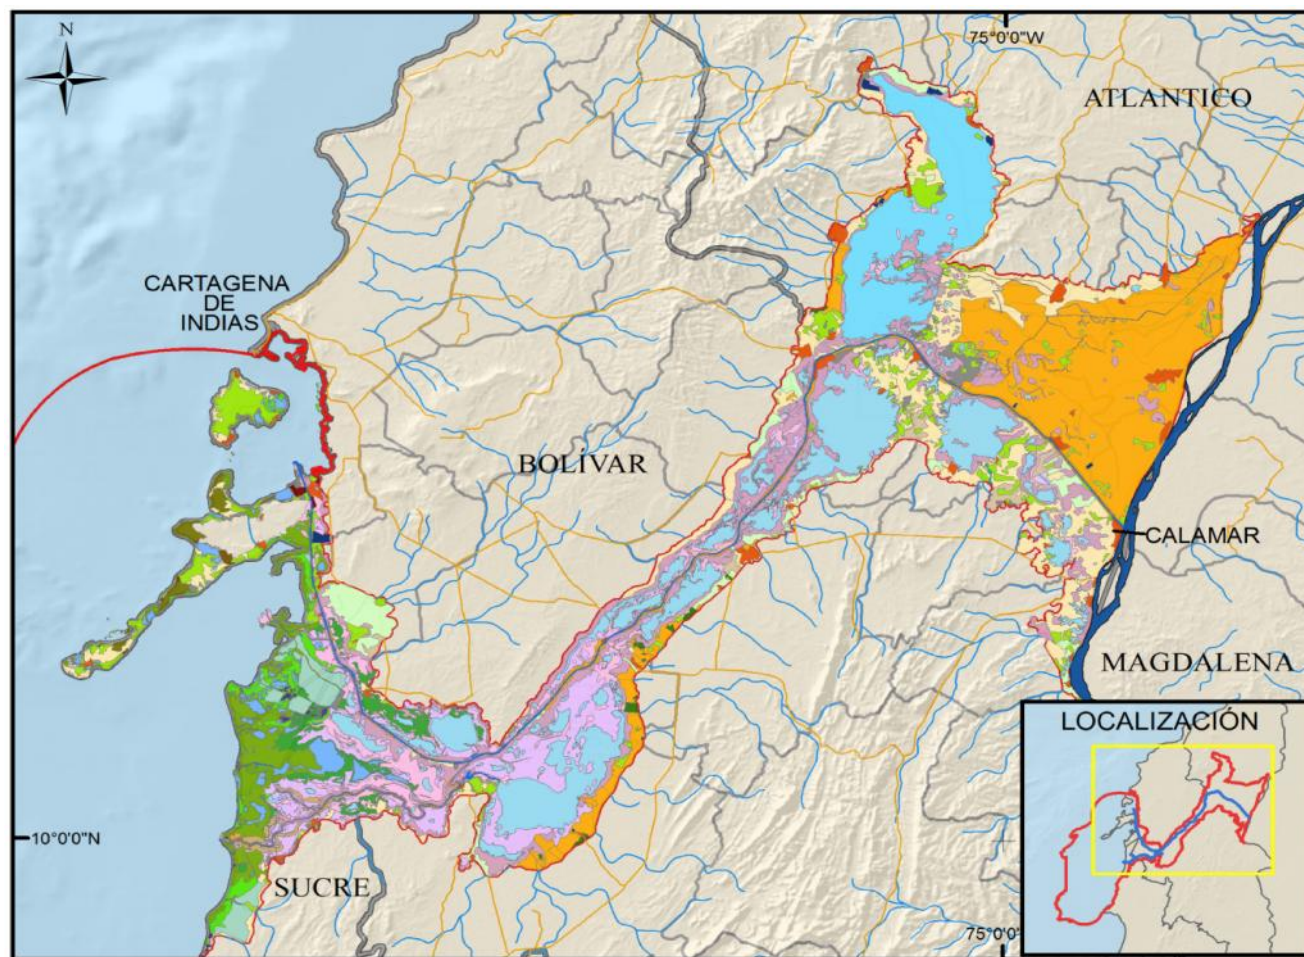 N
75°0'0"W
ATLANTICO
CARTAGENA
DE
INDIAS
BOLÍVAR
CALAMAR
MAGDALENA
LOCALIZACIÓN
10°0'0"N
SUCRE
75°0'0